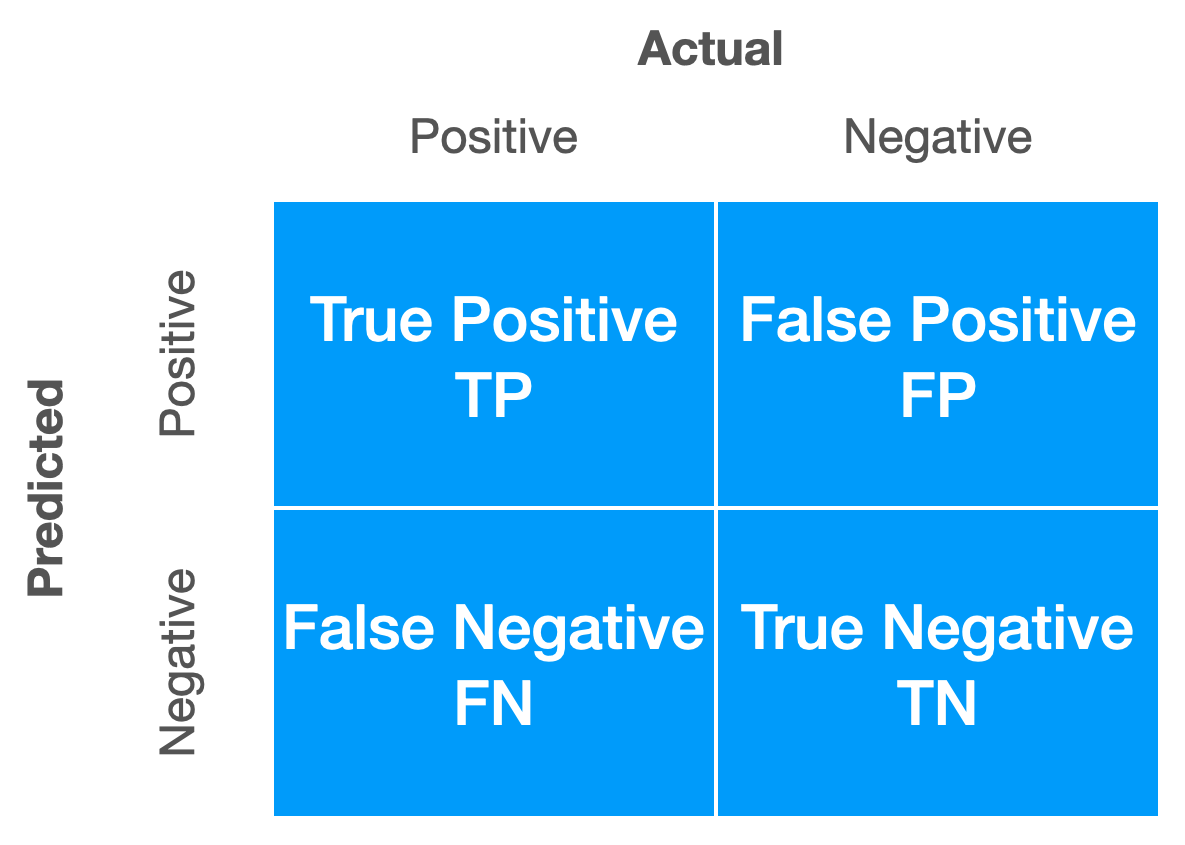 Actual
Positive
Negative
Predicted
Positive
True Positive
TP
False Positive
FP
Negative
False Negative
FN
True Negative
TN